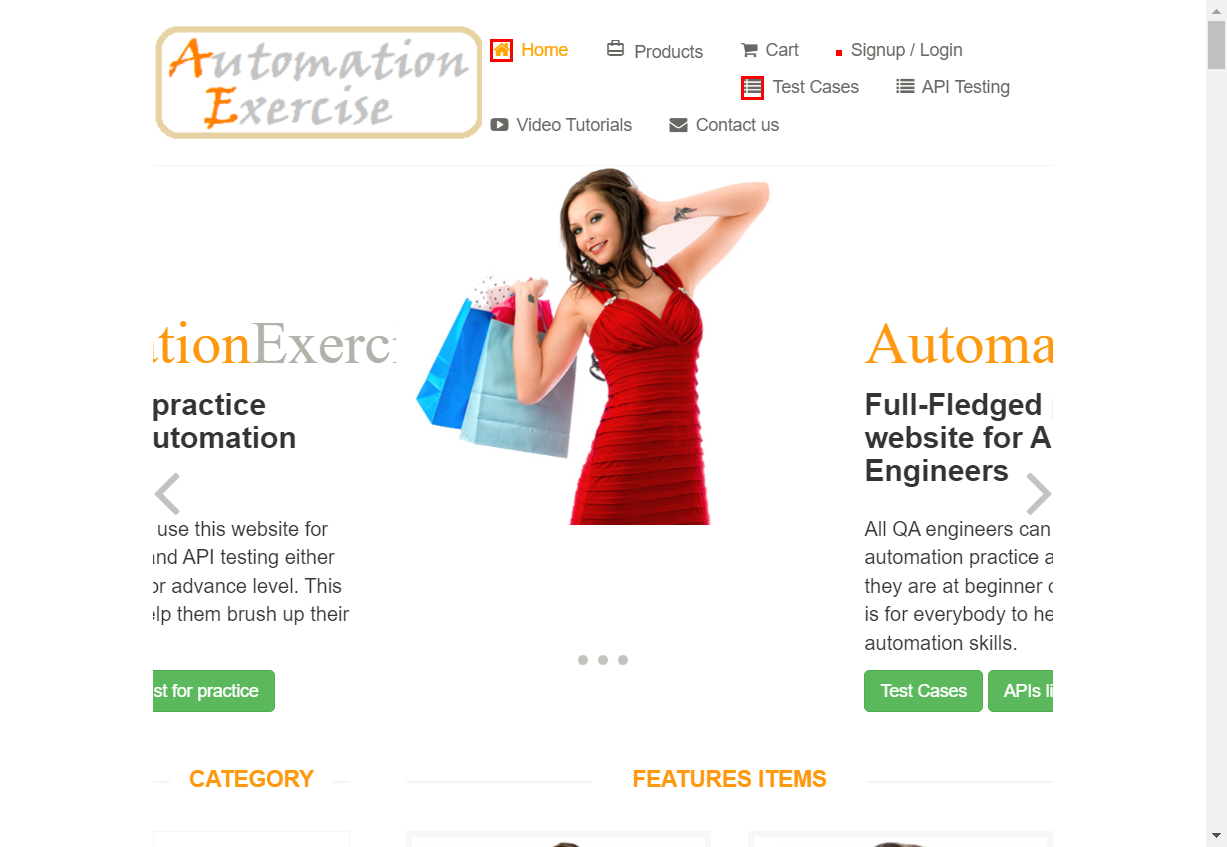 Automation
Exercise
Home
Products
Cart
Signup / Login
Test Cases
API Testing
Video Tutorials
Contact us
tionExerc
practice
utomation
use this website for
nd API testing either
or advance level. This
lp them brush up their
st for practice
Automa
Full-Fledged
website for A
Engineers
All QA engineers can
automation practice a
they are at beginner
is for everybody to he
automation skills.
Test Cases
APIs li
CATEGORY
FEATURES ITEMS